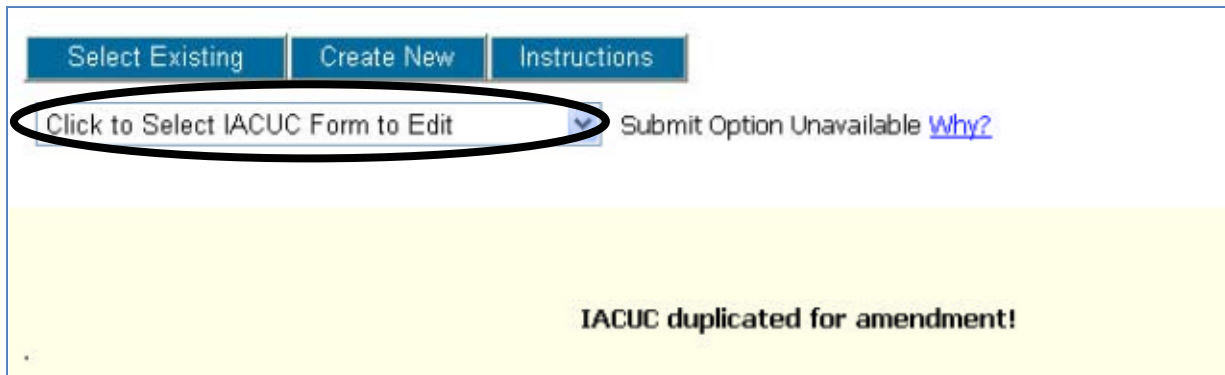 Select Existing Create New Instructions
Click to Select IACUC Form to Edit Submit Option Unavailable Why?
IACUC duplicated for amendment!
.